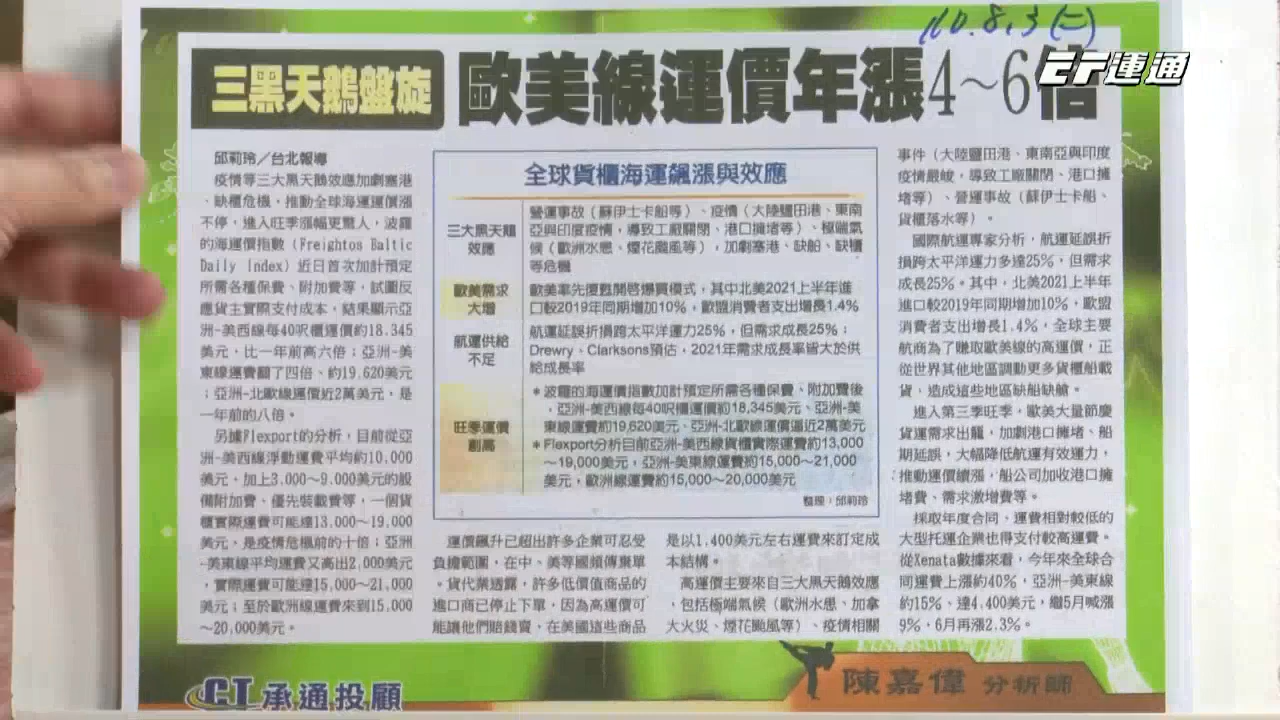 110.8.3(二)
EF運通
三黑天鵝盤旋 歐美線運價年漲4~6倍
邱莉玲/台北報導
疫情等三大黑天鵝效應加劇塞港
、缺櫃危機,推動全球海運運價漲
不停,進入旺季漲幅更驚人,波羅
的海運價指數(Freightos Baltic
Daily Index)近日首次加計預定
所需各種保費、附加費等,試圖反
應貨主實際支付成本,結果顯示亞
洲-美西線每40呎櫃運價約18,345
美元,比一年前高六倍;亞洲-美
東線運費翻了四倍、約19,620美元
;亞洲-北歐線運價近2萬美元,是
一年前的八倍。
另據Flexport的分析,目前從亞
洲-美西線浮動運費平均約10,000
美元,加上3,000~9,000美元的設
備附加費、優先裝載費等,一個貨
櫃實際運費可能達13,000~19,000
美元,是疫情危機前的十倍;亞洲
-美東線平均運費又高出2,000美元
,實際運費可能達15,000~21,000
美元;至於歐洲線運費來到15,000
~20,000美元。
全球貨櫃海運飆漲與效應
三大黑天鵝
效應
營運事故(蘇伊士卡船等)、疫情(大陸鹽田港、東南
亞與印度疫情,導致工廠關閉、港口擁堵等)、極端氣
候(歐洲水患、煙花颱風等),加劇塞港、缺船、缺櫃
等危機
歐美需求
大增
歐美率先復甦開啓爆買模式,其中北美2021上半年進
口較2019年同期增加10%,歐盟消費者支出增長1.4%
航運供給
不足
航運延誤折損跨太平洋運力25%,但需求成長25%;
Drewry、Clarksons預估,2021年需求成長率皆大於供
給成長率
旺季運價
創高
*波羅的海運價指數加計預定所需各種保費、附加費後
,亞洲-美西線每40呎櫃運價約18,345美元、亞洲-美
東線運費約19,620美元、亞洲-北歐線運價逼近2萬美元
*Flexport分析目前亞洲-美西線貨櫃實際運費約13,000
~19,000美元,亞洲-美東線運費約15,000~21,000
美元,歐洲線運費約15,000~20,000美元
整理:邱莉玲
運價飆升已超出許多企業可忍受
負擔範圍,在中、美等國頻傳棄單
。貨代業透露,許多低價值商品的
進口商已停止下單,因為高運價可
能讓他們賠錢賣,在美國這些商品
是以1,400美元左右運費來訂定成
本結構。
高運價主要來自三大黑天鵝效應
,包括極端氣候(歐洲水患、加拿
大火災、煙花颱風等)、疫情相關
事件(大陸鹽田港、東南亞與印度
疫情嚴峻,導致工廠關閉、港口擁
堵等)、營運事故(蘇伊士卡船、
貨櫃落水等)。
國際航運專家分析,航運延誤折
損跨太平洋運力多達25%,但需求
成長25%。其中,北美2021上半年
進口較2019年同期增加10%,歐盟
消費者支出增長1.4%,全球主要
航商為了賺取歐美線的高運價,正
從世界其他地區調動更多貨櫃船載
貨,造成這些地區缺船缺艙。
進入第三季旺季,歐美大量節慶
貨運需求出籠,加劇港口擁堵、船
期延誤,大幅降低航運有效運力,
推動運價續漲,船公司加收港口擁
堵費、需求激增費等。
採取年度合同、運費相對較低的
大型托運企業也得支付較高運費。
從Xenata數據來看,今年來全球合
同運費上漲約40%,亞洲-美東線
約15%、達4,400美元,繼5月喊漲
9%,6月再漲2.3%。
CT承通投顧
陳嘉偉 分析師